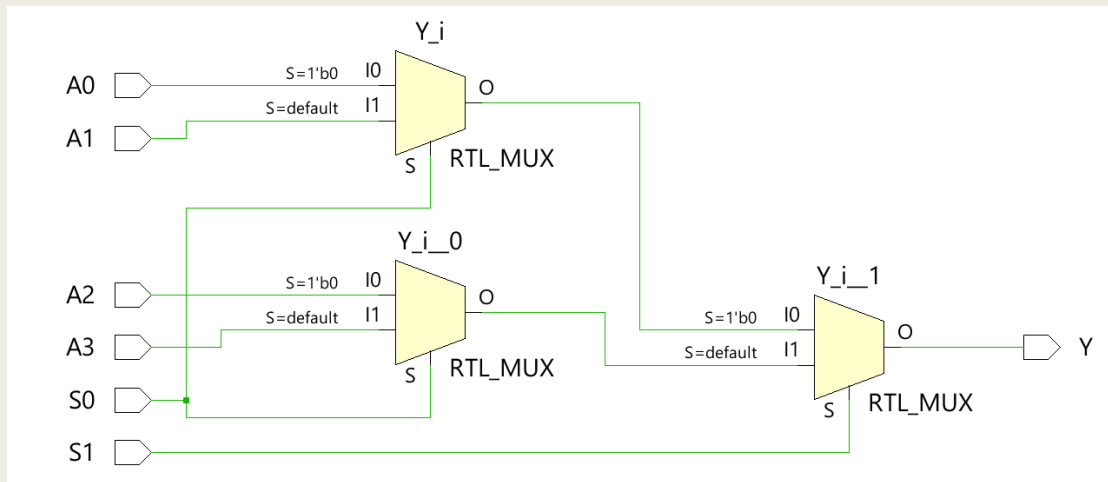 Y_i
A0
S=1'b0
I0
O
S=default
I1
A1
S
RTL_MUX
Y_i__0
A2
S=1'b0
I0
O
S=default
I1
A3
S
RTL_MUX
Y_i__1
S=1'b0
I0
O
S=default
I1
Y
S0
S
RTL_MUX
S1